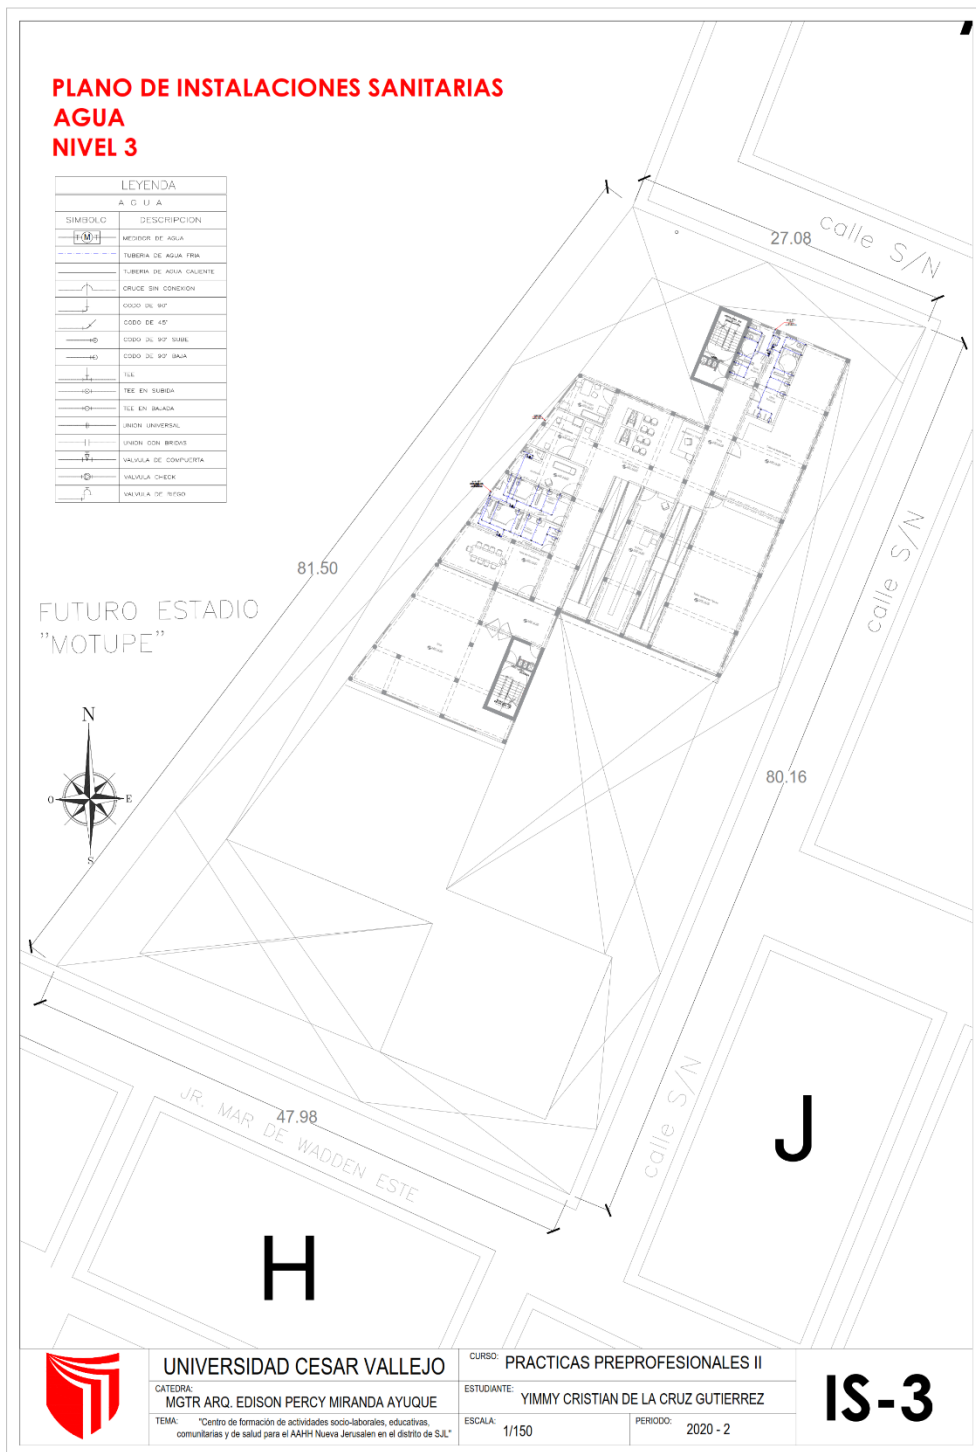 PLANO DE INSTALACIONES SANITARIAS
AGUA
NIVEL 3
LEYENDA
A G U A
SIMBOLO DESCRIPCION
M MEDIDOR DE AGUA
TUBERIA DE AGUA FRIA
TUBERIA DE AGUA CALIENTE
CRUCE SIN CONEXION
CODO DE 90°
CODO DE 45°
CODO DE 90° SUBE
CODO DE 90° BAJA
TEE
TEE EN SUBIDA
TEE EN BAJADA
UNION UNIVERSAL
UNION CON BRIDAS
VALVULA DE COMPUERTA
VALVULA CHECK
VALVULA DE RIEGO
calle S/N
27.08
81.50
calle S/N
FUTURO ESTADIO
"MOTUPE"
N
O E
S
80.16
calle S/N
J
47.98
JR. MAR DE WADDEN ESTE
H
UNIVERSIDAD CESAR VALLEJO
CATEDRA:
MGTR ARQ. EDISON PERCY MIRANDA AYUQUE
TEMA: "Centro de formación de actividades socio-laborales, educativas,
comunitarias y de salud para el AAHH Nueva Jerusalen en el distrito de SJL"
CURSO: PRACTICAS PREPROFESIONALES II
ESTUDIANTE:
YIMMY CRISTIAN DE LA CRUZ GUTIERREZ
ESCALA:
1/150
PERIODO:
2020 - 2
IS-3